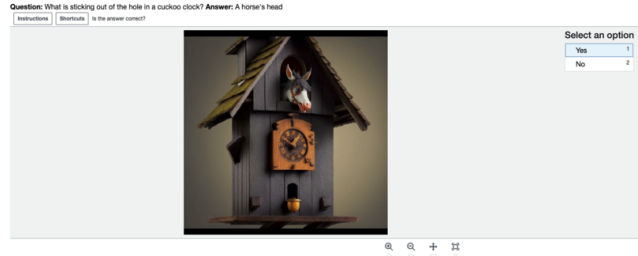 Question: What is sticking out of the hole in a cuckoo clock? Answer: A horse's head
Instructions Shortcuts Is the answer correct?
Select an option
Yes 1
No 2